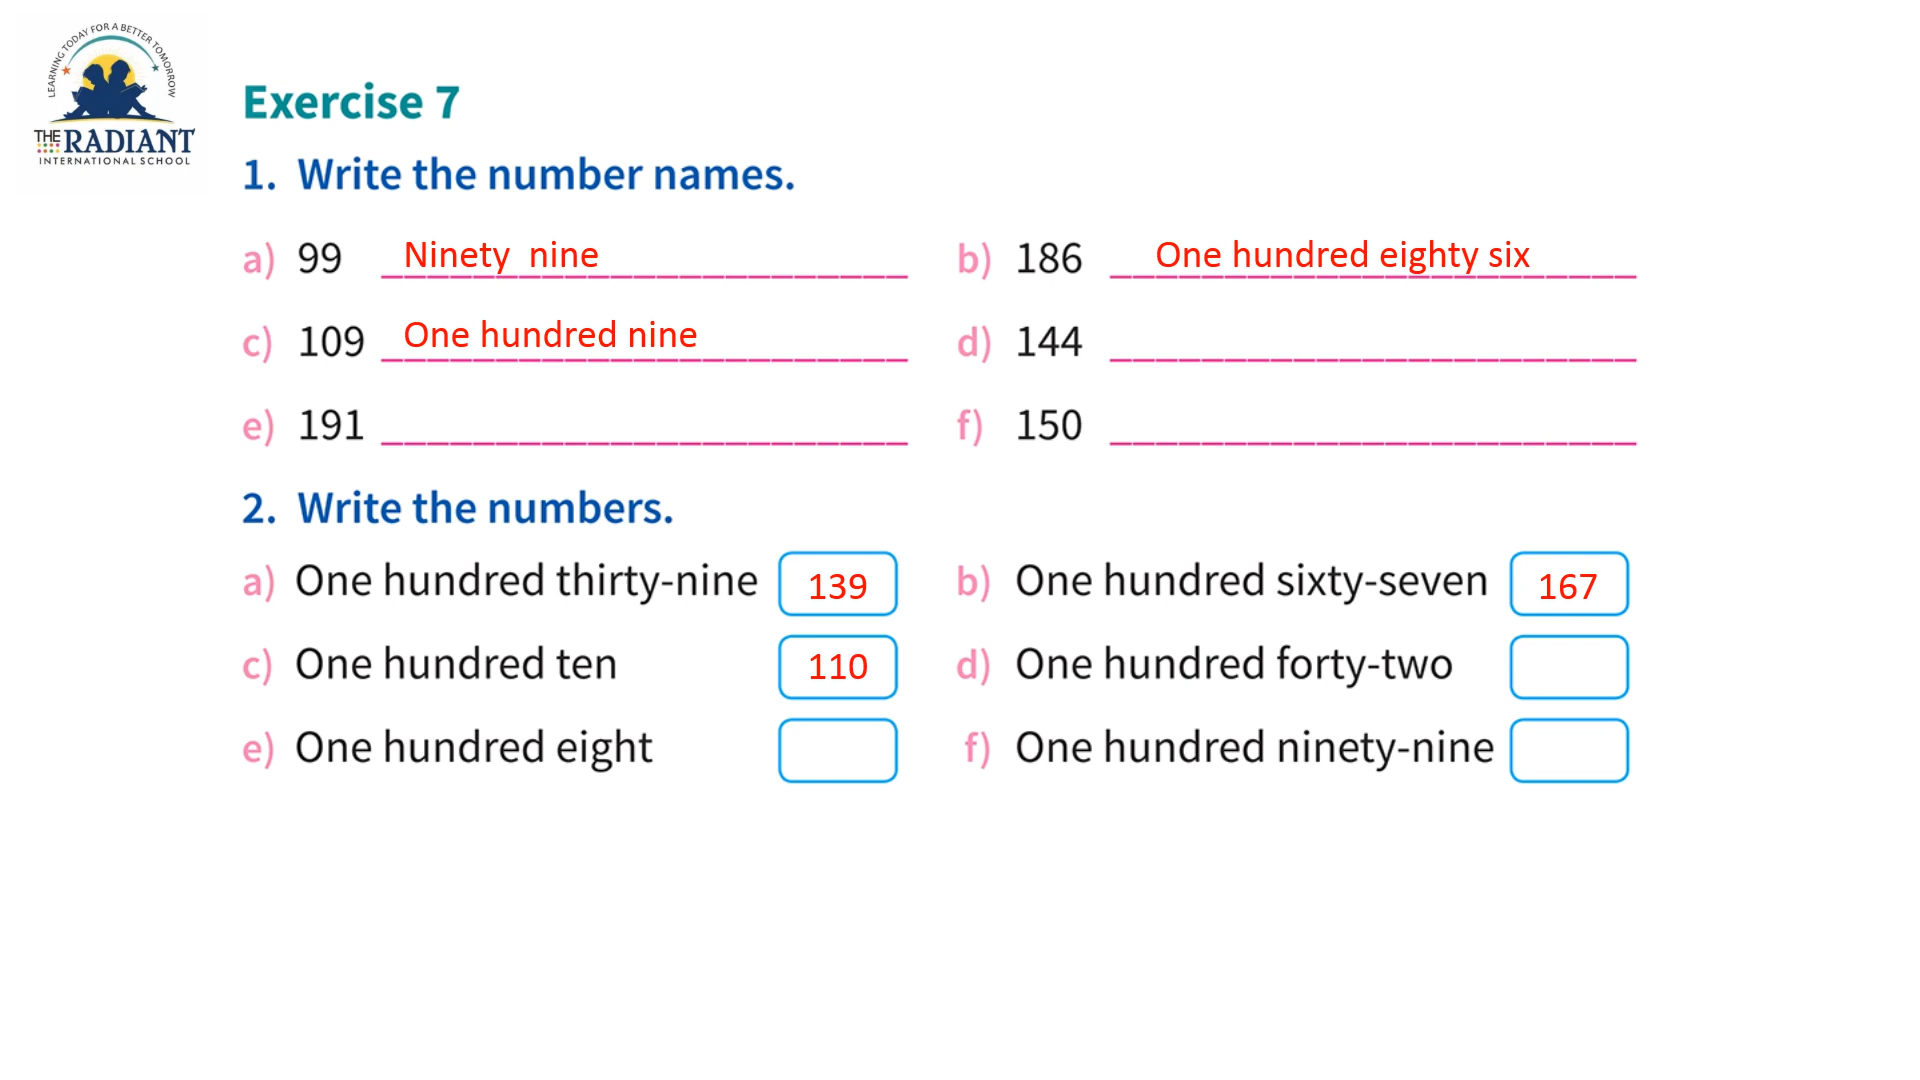 LEARNING TODAY FOR A BETTER TOMORROW
THE RADIANT
INTERNATIONAL SCHOOL
Exercise 7
1. Write the number names.
a) 99 Ninety nine b) 186 One hundred eighty six
c) 109 One hundred nine d) 144
e) 191 f) 150
2. Write the numbers.
a) One hundred thirty-nine 139 b) One hundred sixty-seven 167
c) One hundred ten 110 d) One hundred forty-two
e) One hundred eight f) One hundred ninety-nine